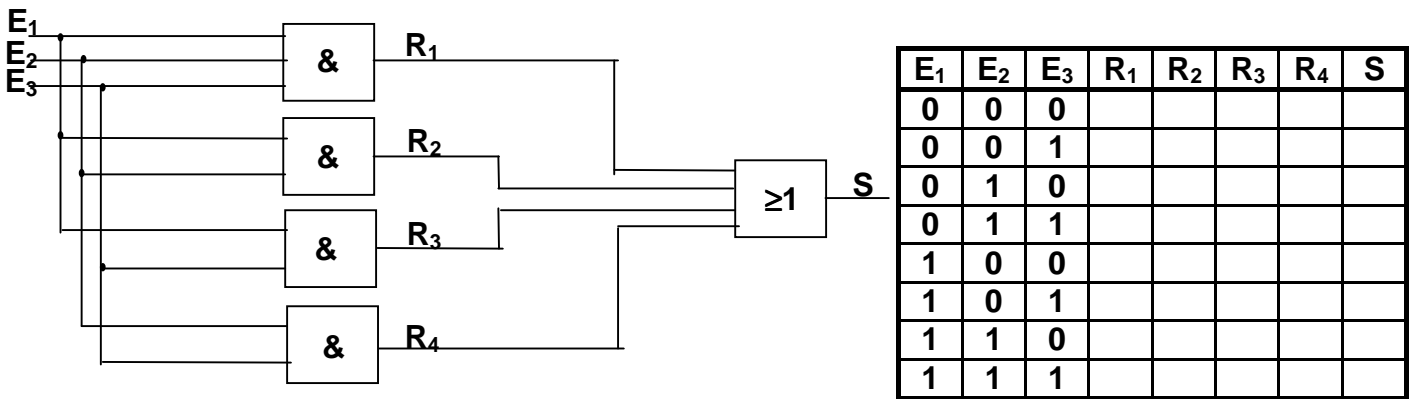 E₁
E₂
E₃
& R₁
& R₂
& R₃
& R₄
≥1 S
E₁ E₂ E₃ R₁ R₂ R₃ R₄ S
0 0 0
0 0 1
0 1 0
0 1 1
1 0 0
1 0 1
1 1 0
1 1 1